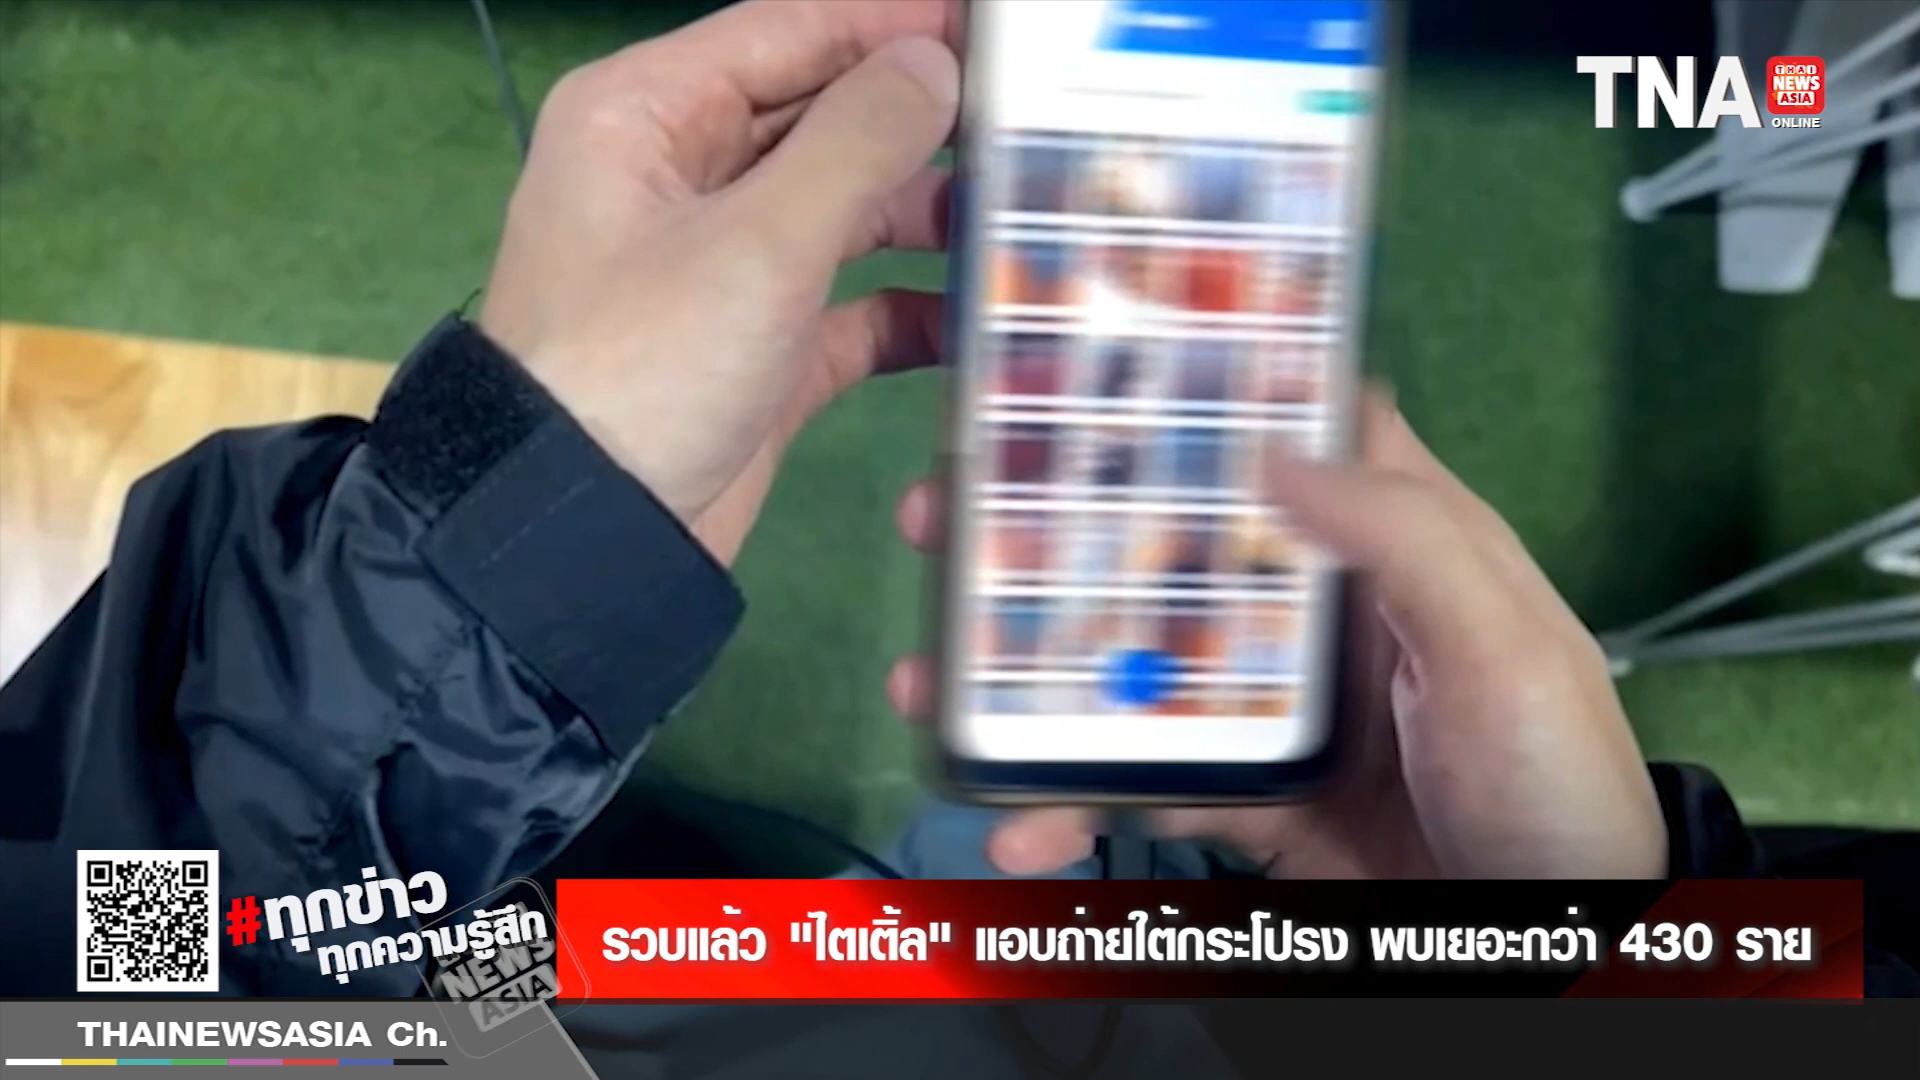 TNA
THAI
NEWS
ASIA
ONLINE
#ทุกข่าว
ทุกความรู้สึก
NEWS
ASIA
รวบแล้ว "ไตเติ้ล" แอบถ่ายใต้กระโปรง พบเยอะกว่า 430 ราย
THAINEWSASIA Ch.